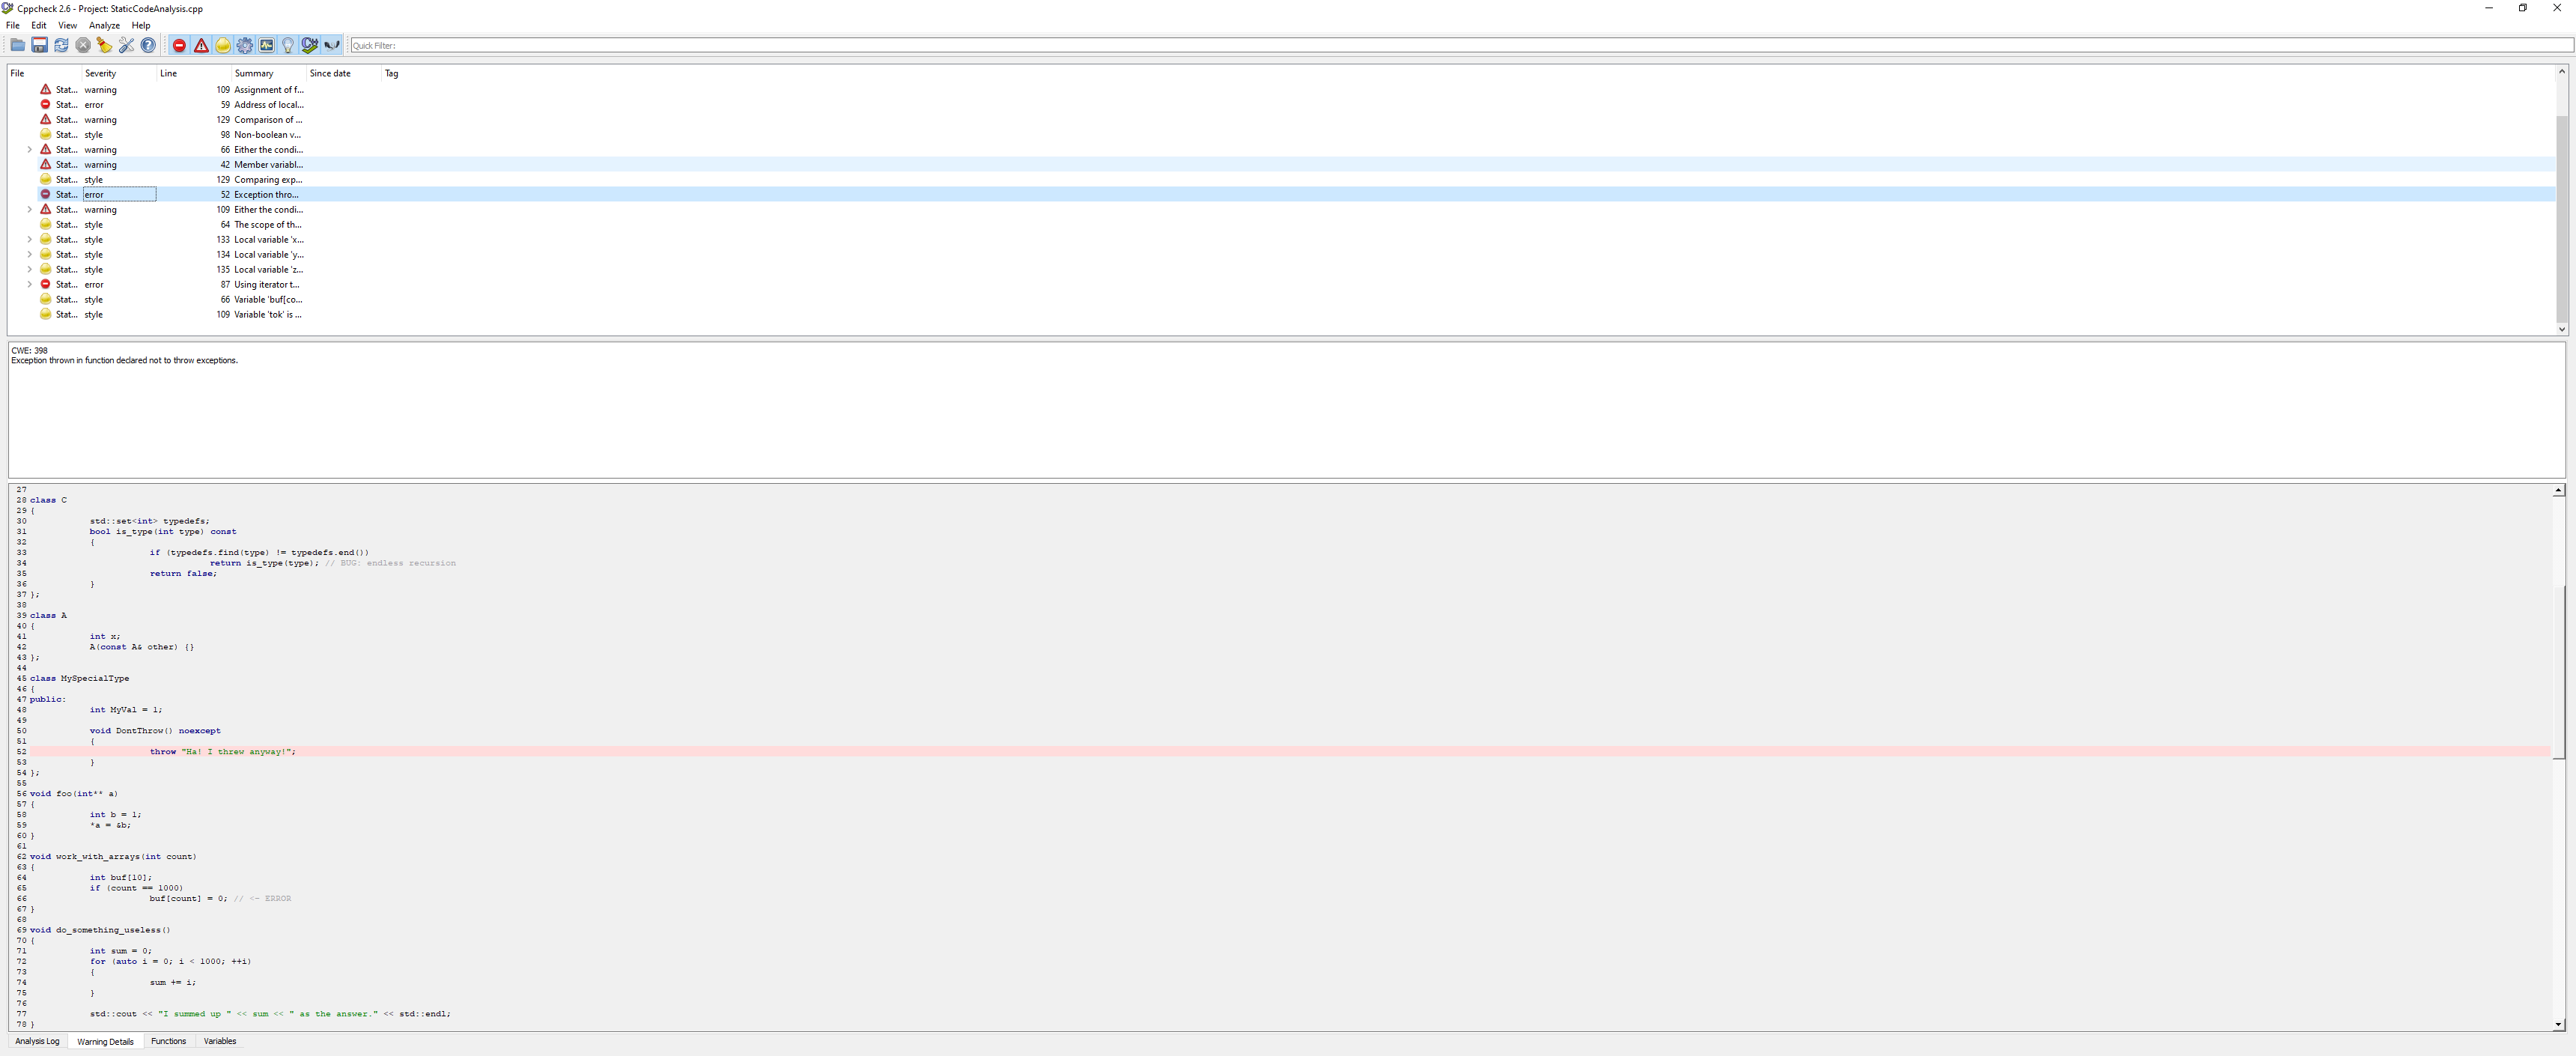 Cppcheck 2.6 - Project: StaticCodeAnalysis.cpp
File Edit View Analyze Help
Quick Filter:
File Severity Line Summary Since date Tag
Stat... warning 109 Assignment of f...
Stat... error 59 Address of local...
Stat... warning 129 Comparison of ...
Stat... style 98 Non-boolean v...
Stat... warning 66 Either the condi...
Stat... warning 42 Member variabl...
Stat... style 129 Comparing exp...
Stat... error 52 Exception thro...
Stat... warning 109 Either the condi...
Stat... style 64 The scope of th...
Stat... style 133 Local variable 'x...
Stat... style 134 Local variable 'y...
Stat... style 135 Local variable 'z...
Stat... error 87 Using iterator t...
Stat... style 66 Variable 'buf[co...
Stat... style 109 Variable 'tok' is ...
CWE: 398
Exception thrown in function declared not to throw exceptions.
27
28 class C
29 {
30 std::set<int> typedefs;
31 bool is_type(int type) const
32 {
33 if (typedefs.find(type) != typedefs.end())
34 return is_type(type); // BUG: endless recursion
35 return false;
36 }
37 };
38
39 class A
40 {
41 int x;
42 A(const A& other) {}
43 };
44
45 class MySpecialType
46 {
47 public:
48 int MyVal = 1;
49
50 void DontThrow() noexcept
51 {
52 throw "Ha! I threw anyway!";
53 }
54 };
55
56 void foo(int** a)
57 {
58 int b = 1;
59 *a = &b;
60 }
61
62 void work_with_arrays(int count)
63 {
64 int buf[10];
65 if (count == 1000)
66 buf[count] = 0; // <- ERROR
67 }
68
69 void do_something_useless()
70 {
71 int sum = 0;
72 for (auto i = 0; i < 1000; ++i)
73 {
74 sum += i;
75 }
76
77 std::cout << "I summed up " << sum << " as the answer." << std::endl;
78 }
Analysis Log Warning Details Functions Variables